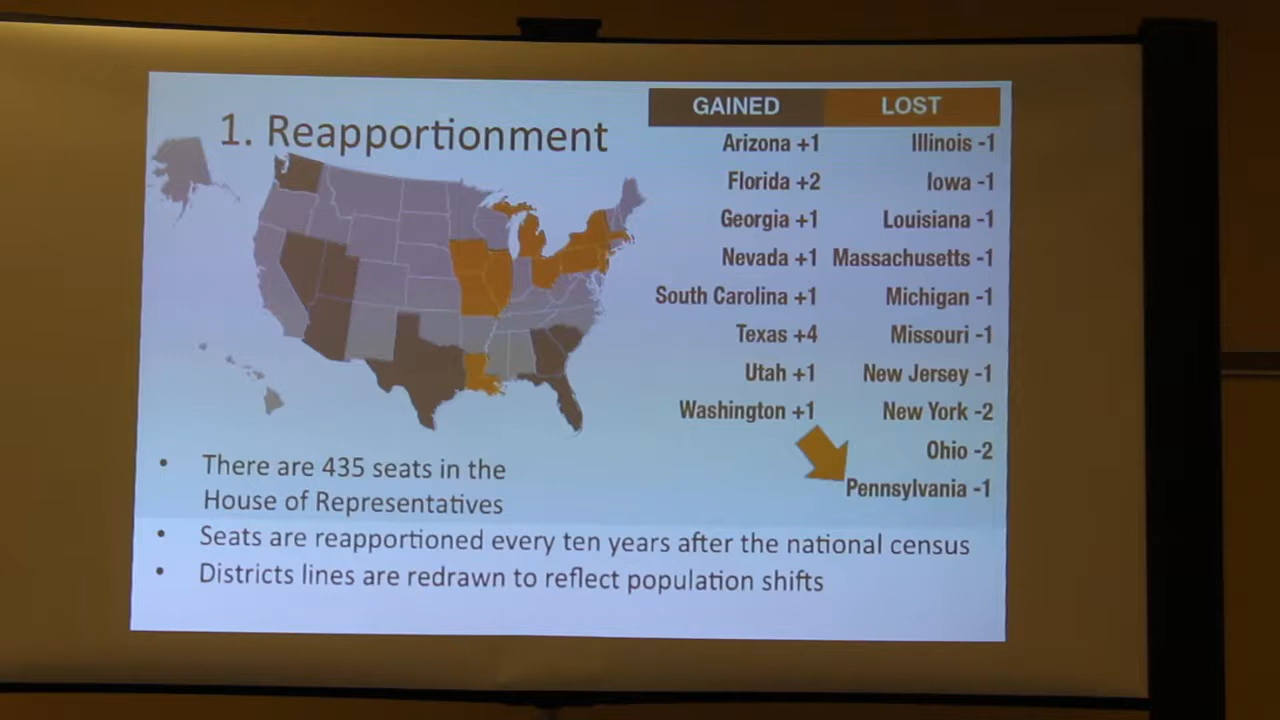 1. Reapportionment
GAINED
Arizona +1
Florida +2
Georgia +1
Nevada +1
South Carolina +1
Texas +4
Utah +1
Washington +1
LOST
Illinois -1
Iowa -1
Louisiana -1
Massachusetts -1
Michigan -1
Missouri -1
New Jersey -1
New York -2
Ohio -2
Pennsylvania -1
• There are 435 seats in the
House of Representatives
• Seats are reapportioned every ten years after the national census
• Districts lines are redrawn to reflect population shifts